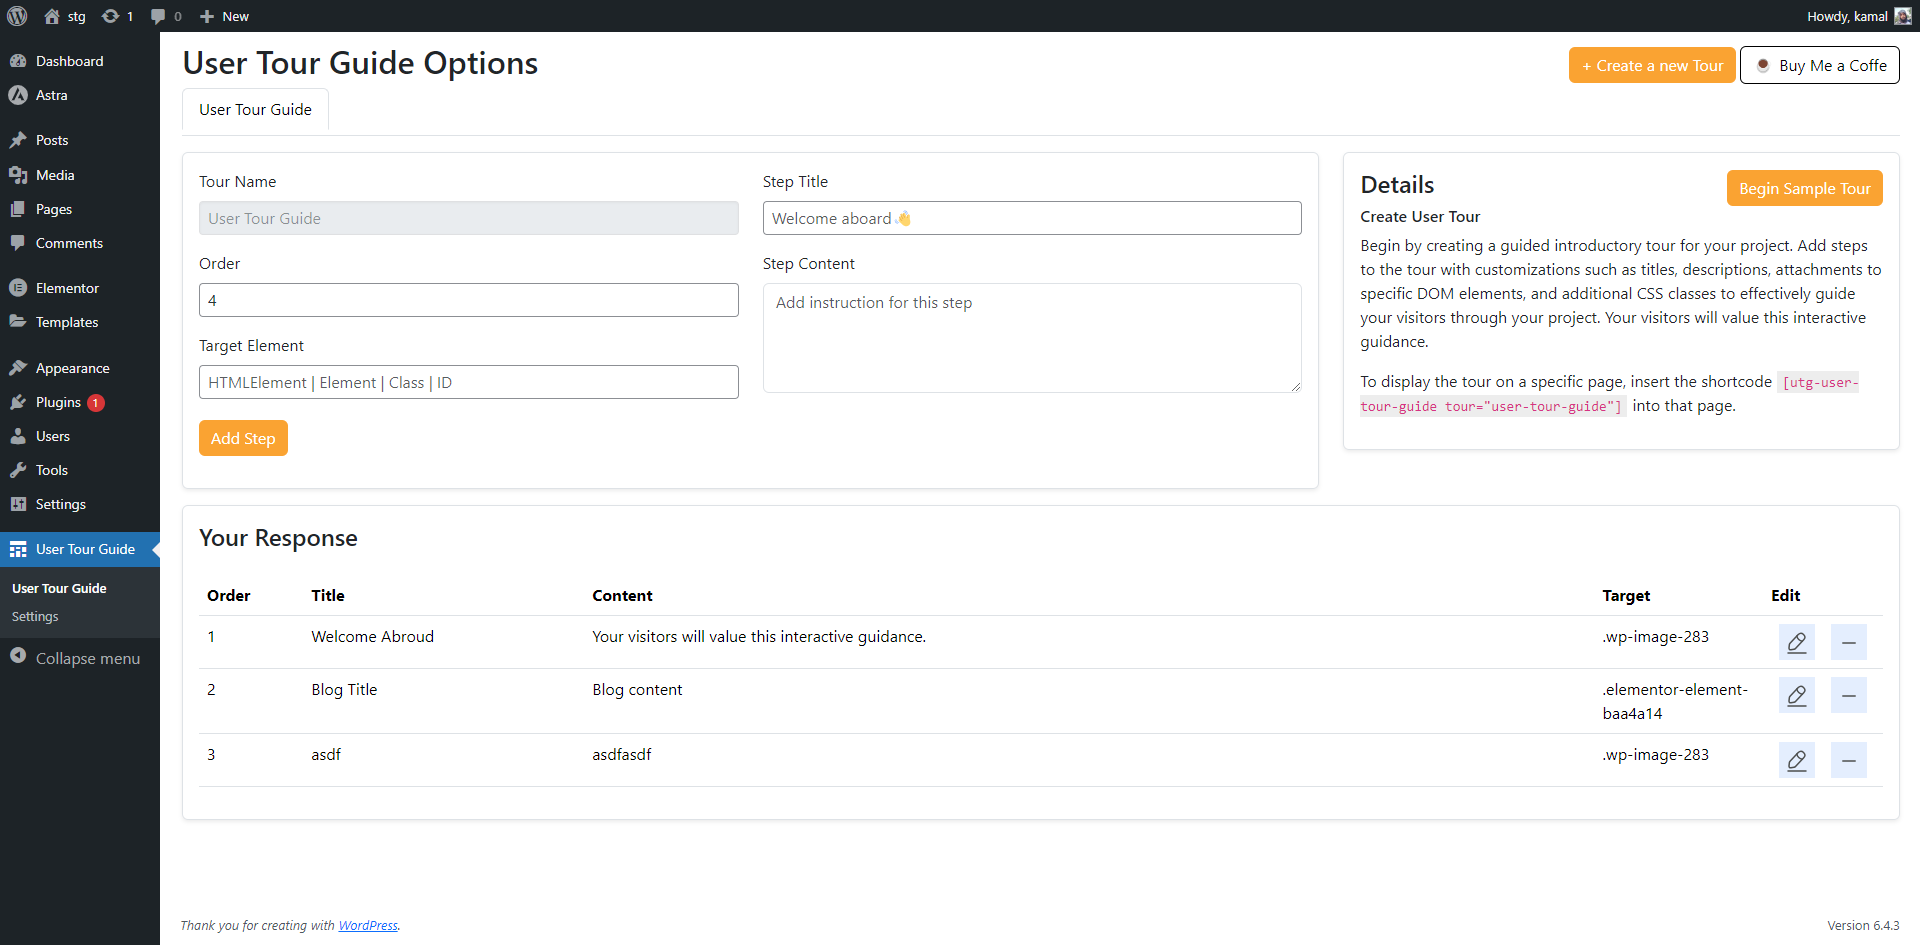 stg 1 0 New
Howdy, kamal
Dashboard
Astra
Posts
Media
Pages
Comments
Elementor
Templates
Appearance
Plugins 1
Users
Tools
Settings
User Tour Guide
User Tour Guide
Settings
Collapse menu
User Tour Guide Options
+ Create a new Tour
Buy Me a Coffe
User Tour Guide
Tour Name
User Tour Guide
Order
4
Target Element
HTMLElement | Element | Class | ID
Add Step
Step Title
Welcome aboard 👋
Step Content
Add instruction for this step
Details
Begin Sample Tour
Create User Tour
Begin by creating a guided introductory tour for your project. Add steps
to the tour with customizations such as titles, descriptions, attachments to
specific DOM elements, and additional CSS classes to effectively guide
your visitors through your project. Your visitors will value this interactive
guidance.
To display the tour on a specific page, insert the shortcode [utg-user-
tour-guide tour="user-tour-guide"] into that page.
Your Response
Order Title Content Target Edit
1 Welcome Abroud Your visitors will value this interactive guidance. .wp-image-283
2 Blog Title Blog content .elementor-element-
baa4a14
3 asdf asdfasdf .wp-image-283
Thank you for creating with WordPress.
Version 6.4.3